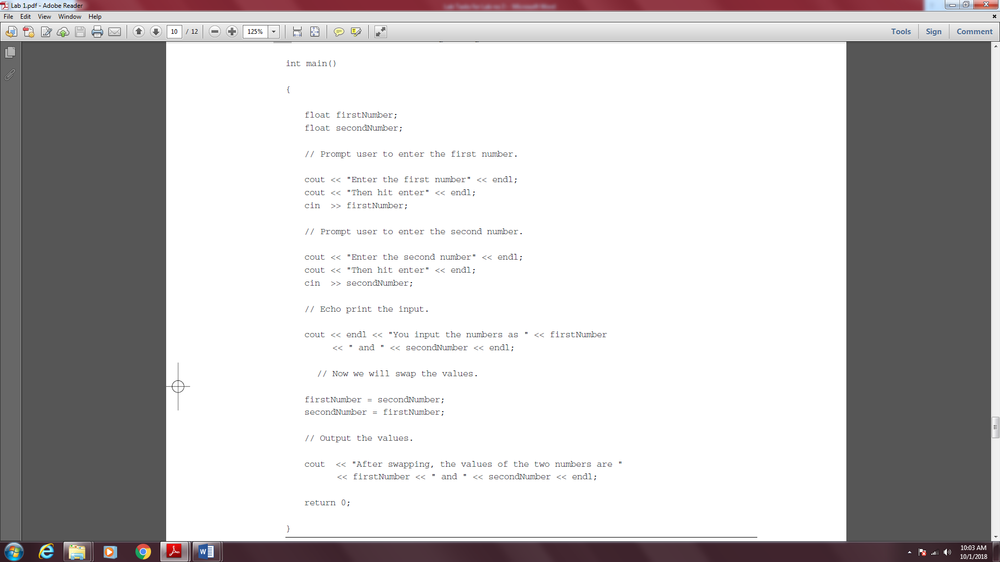 Lab 1.pdf - Adobe Reader
File Edit View Window Help
10 / 12
125%
Tools Sign Comment
int main()
{
float firstNumber;
float secondNumber;
// Prompt user to enter the first number.
cout << "Enter the first number" << endl;
cout << "Then hit enter" << endl;
cin >> firstNumber;
// Prompt user to enter the second number.
cout << "Enter the second number" << endl;
cout << "Then hit enter" << endl;
cin >> secondNumber;
// Echo print the input.
cout << endl << "You input the numbers as " << firstNumber
<< " and " << secondNumber << endl;
// Now we will swap the values.
firstNumber = secondNumber;
secondNumber = firstNumber;
// Output the values.
cout << "After swapping, the values of the two numbers are "
<< firstNumber << " and " << secondNumber << endl;
return 0;
}
10:03 AM
10/1/2018